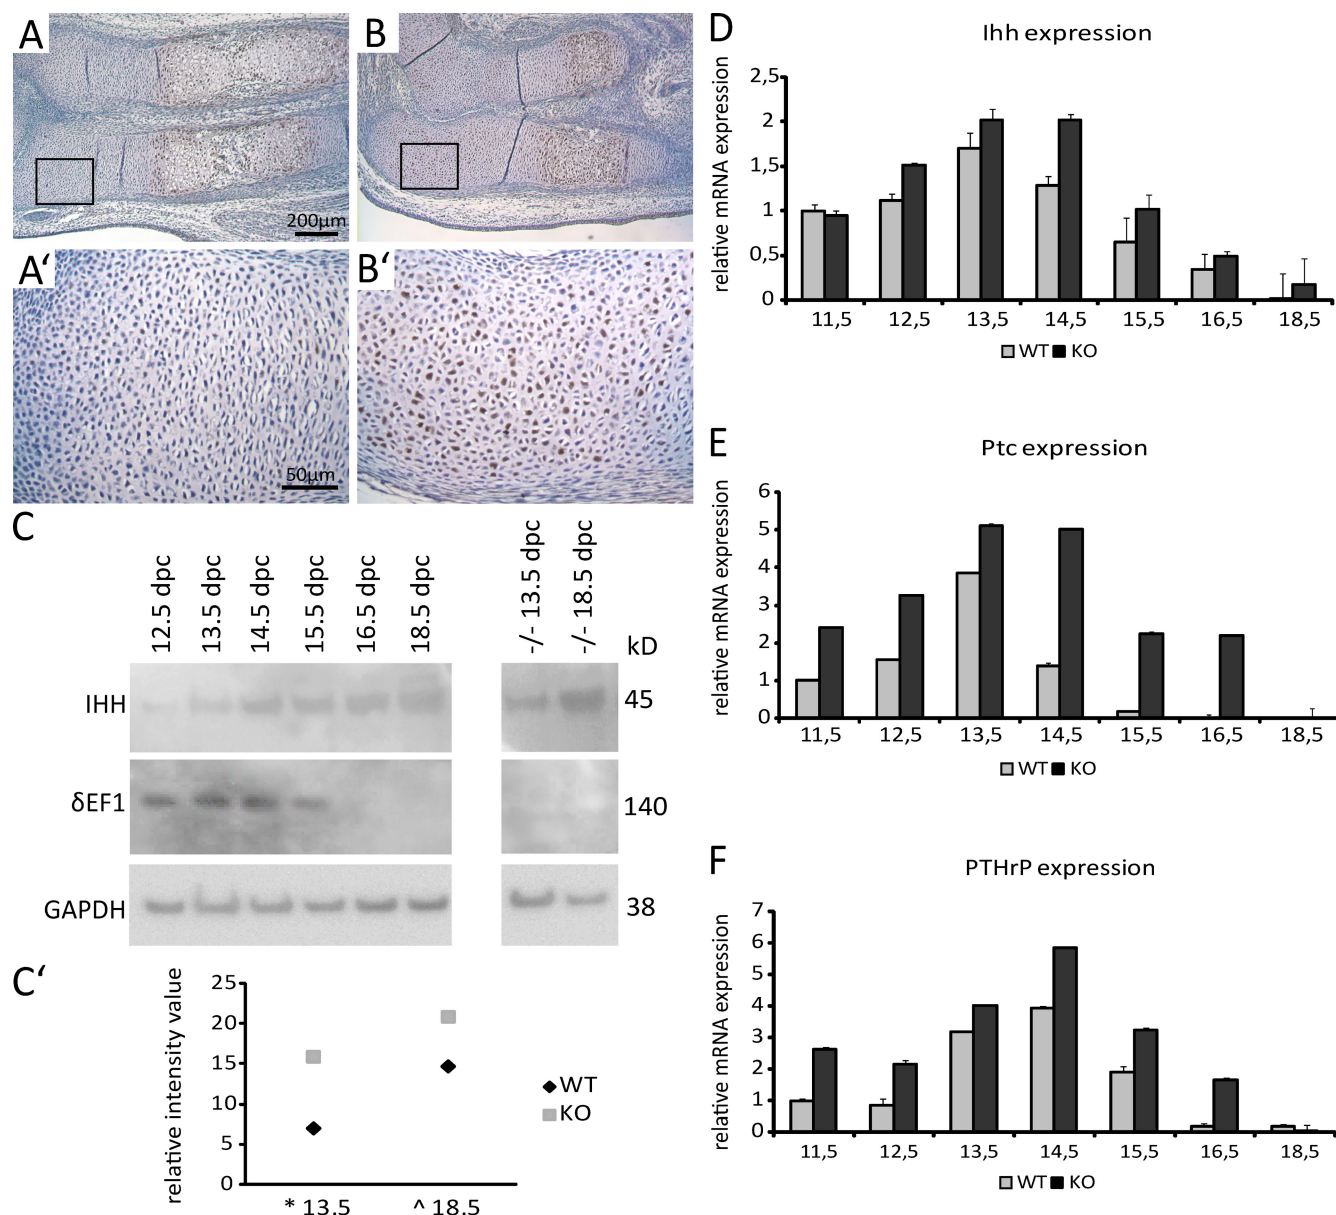 A
B
200µm
A‘
B‘
50µm
C
12.5 dpc
13.5 dpc
14.5 dpc
15.5 dpc
16.5 dpc
18.5 dpc
-/- 13.5 dpc
-/- 18.5 dpc
kD
IHH
45
δEF1
140
GAPDH
38
C‘
relative intensity value
25
20
15
10
5
0
* 13.5
^ 18.5
WT
KO
D
Ihh expression
relative mRNA expression
2,5
2
1,5
1
0,5
0
11,5 12,5 13,5 14,5 15,5 16,5 18,5
WT KO
E
Ptc expression
relative mRNA expression
6
5
4
3
2
1
0
11,5 12,5 13,5 14,5 15,5 16,5 18,5
WT KO
F
PTHrP expression
relative mRNA expression
7
6
5
4
3
2
1
0
11,5 12,5 13,5 14,5 15,5 16,5 18,5
WT KO